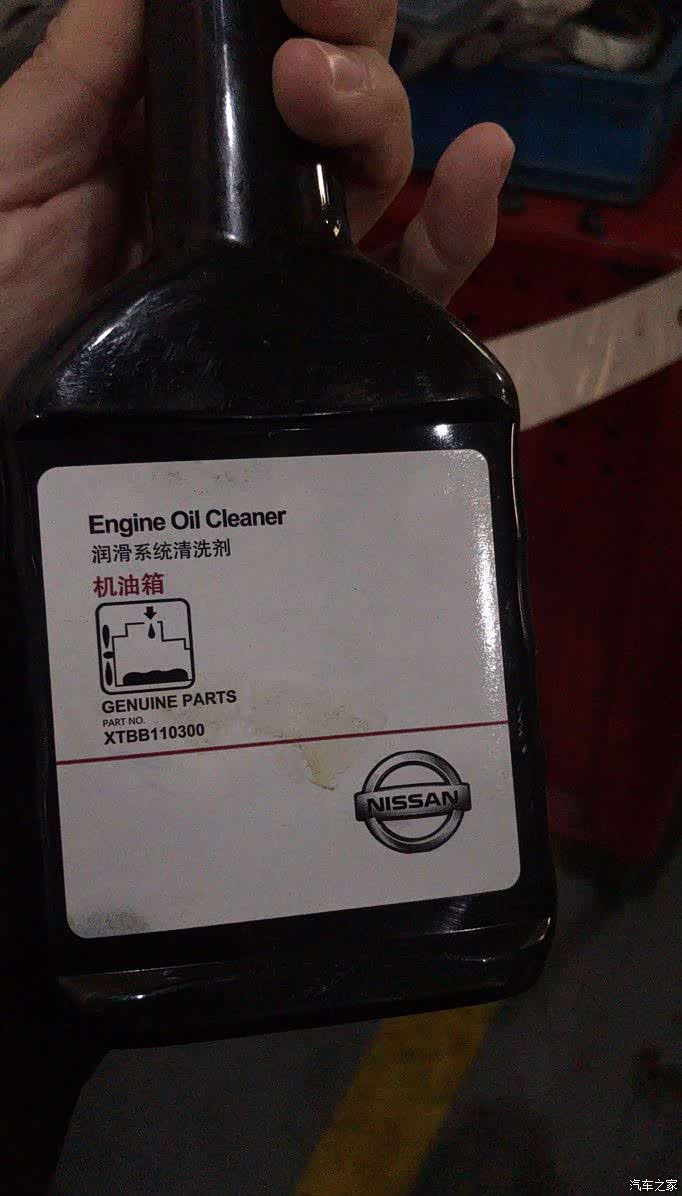 Engine Oil Cleaner
润滑系统清洗剂
机油箱
GENUINE PARTS
PART NO.
XTBB110300
NISSAN
汽车之家